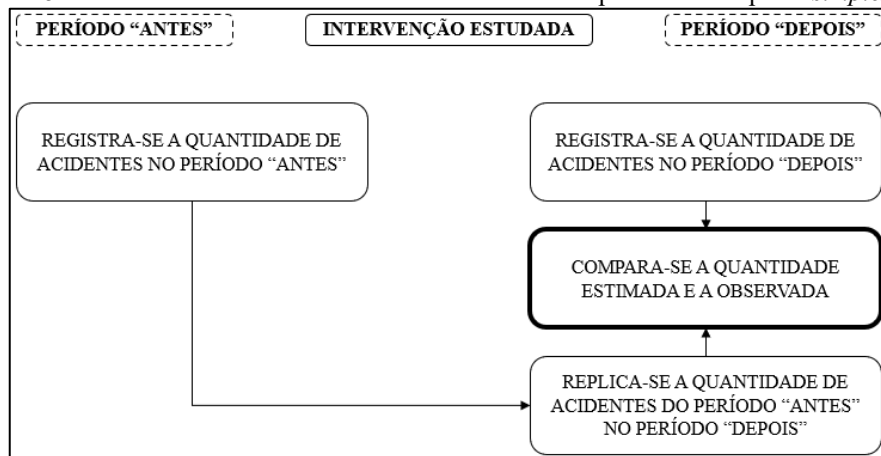 PERÍODO “ANTES”
INTERVENÇÃO ESTUDADA
PERÍODO “DEPOIS”
REGISTRA-SE A QUANTIDADE DE
ACIDENTES NO PERÍODO “ANTES”
REGISTRA-SE A QUANTIDADE DE
ACIDENTES NO PERÍODO “DEPOIS”
COMPARA-SE A QUANTIDADE
ESTIMADA E A OBSERVADA
REPLICA-SE A QUANTIDADE DE
ACIDENTES DO PERÍODO “ANTES”
NO PERÍODO “DEPOIS”